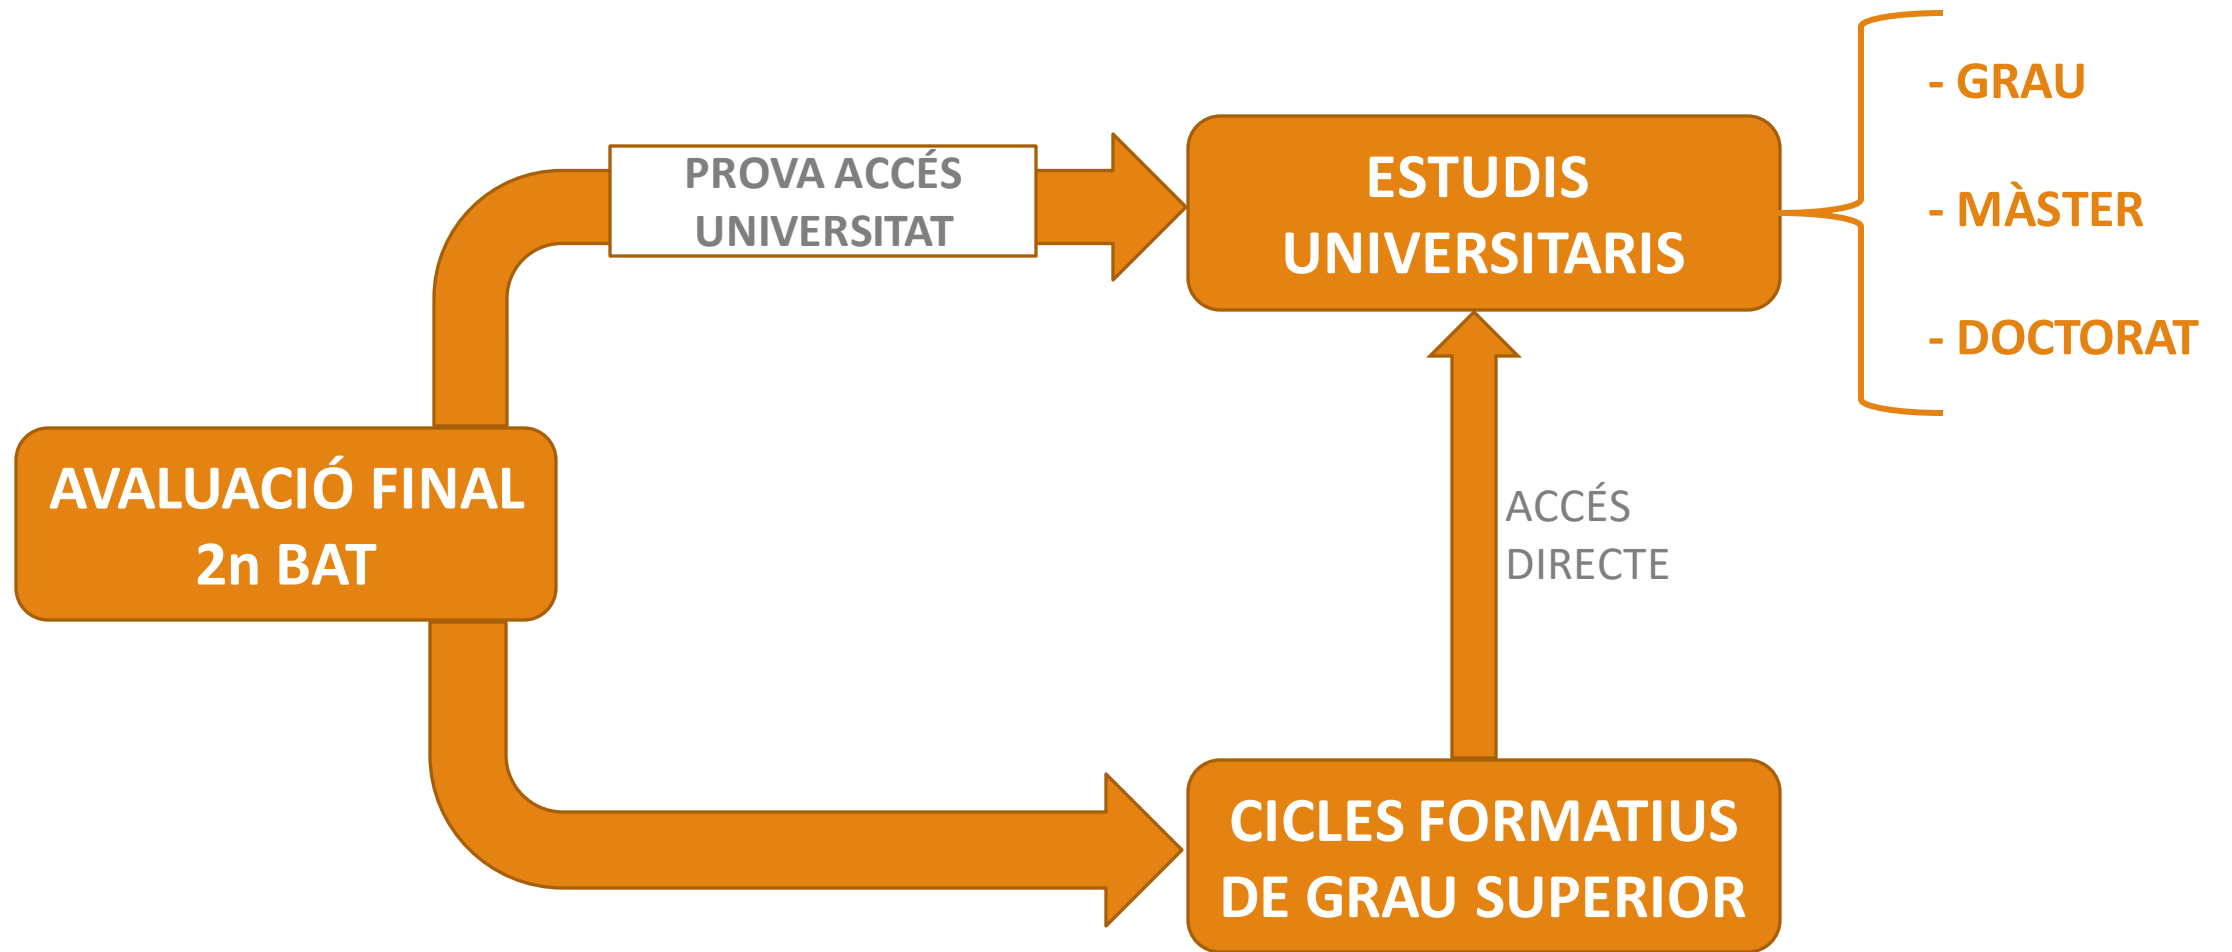 PROVA ACCÉS
UNIVERSITAT
ESTUDIS
UNIVERSITARIS
- GRAU
- MÀSTER
- DOCTORAT
AVALUACIÓ FINAL
2n BAT
ACCÉS
DIRECTE
CICLES FORMATIUS
DE GRAU SUPERIOR